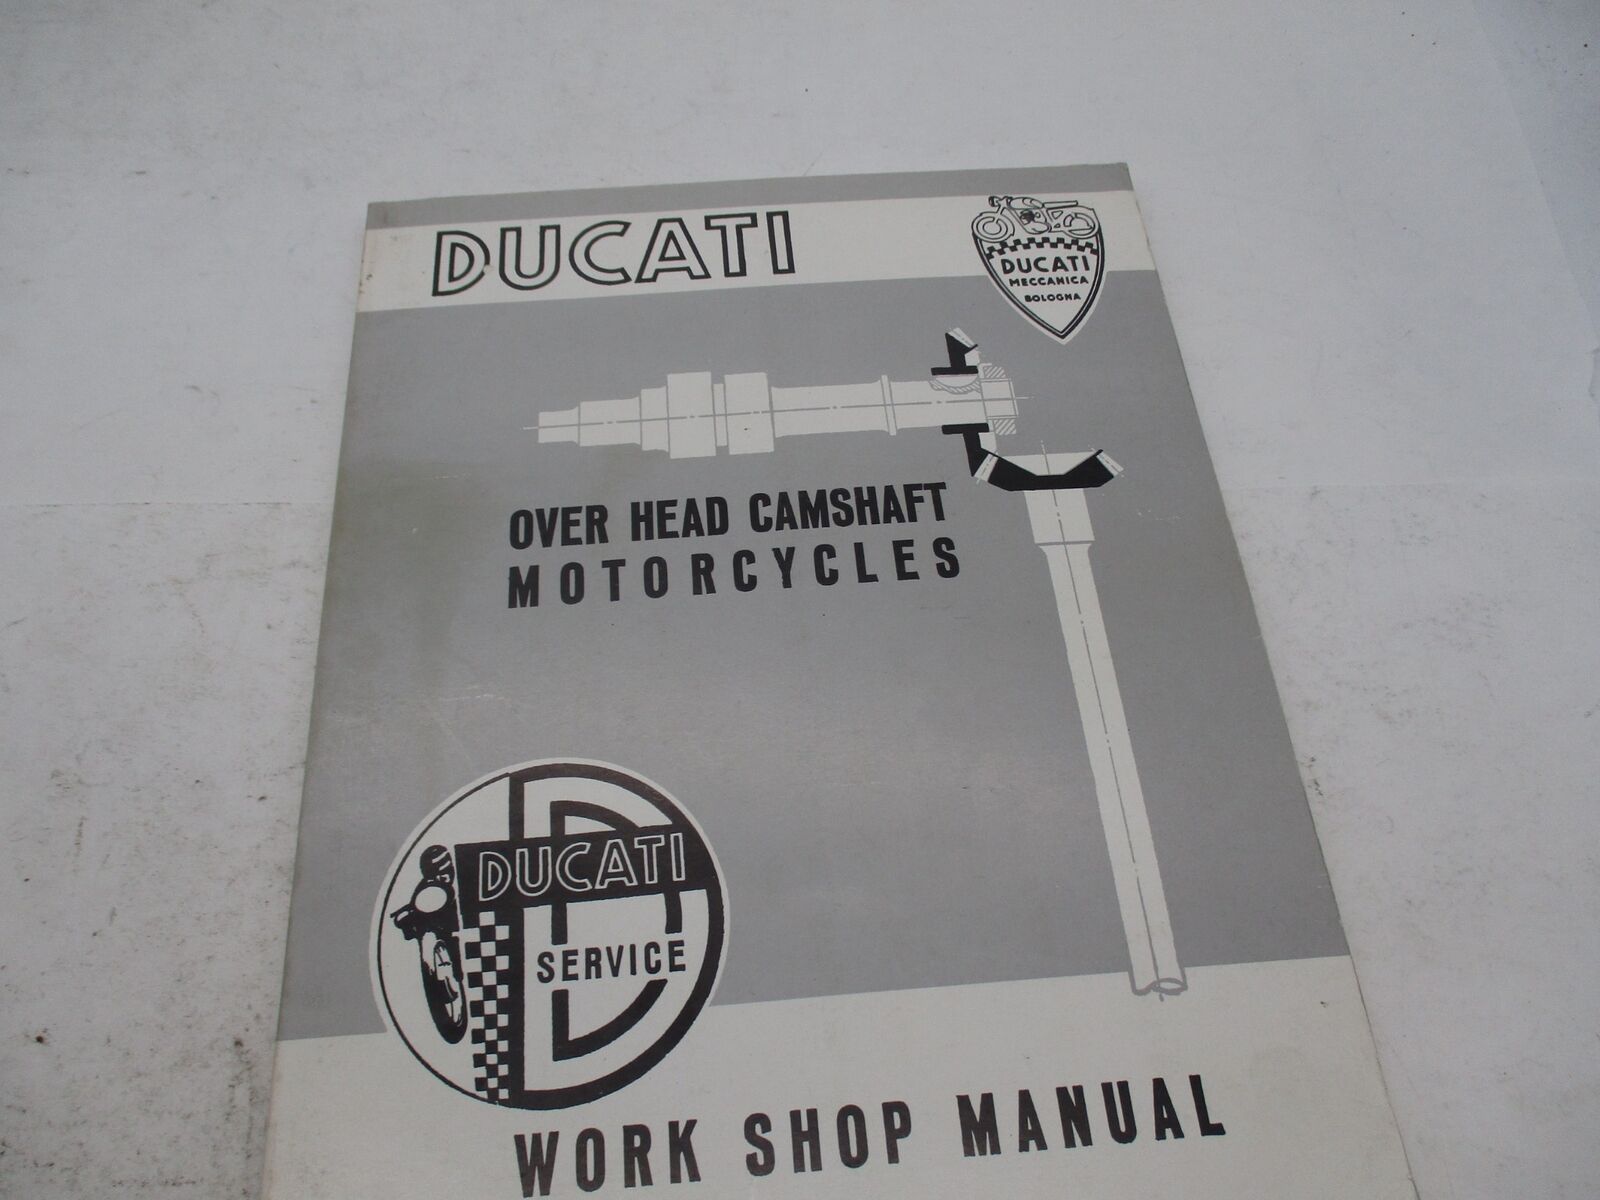 DUCATI
DUCATI
MECCANICA
BOLOGNA
OVER HEAD CAMSHAFT
MOTORCYCLES
DUCATI
SERVICE
WORK SHOP MANUAL